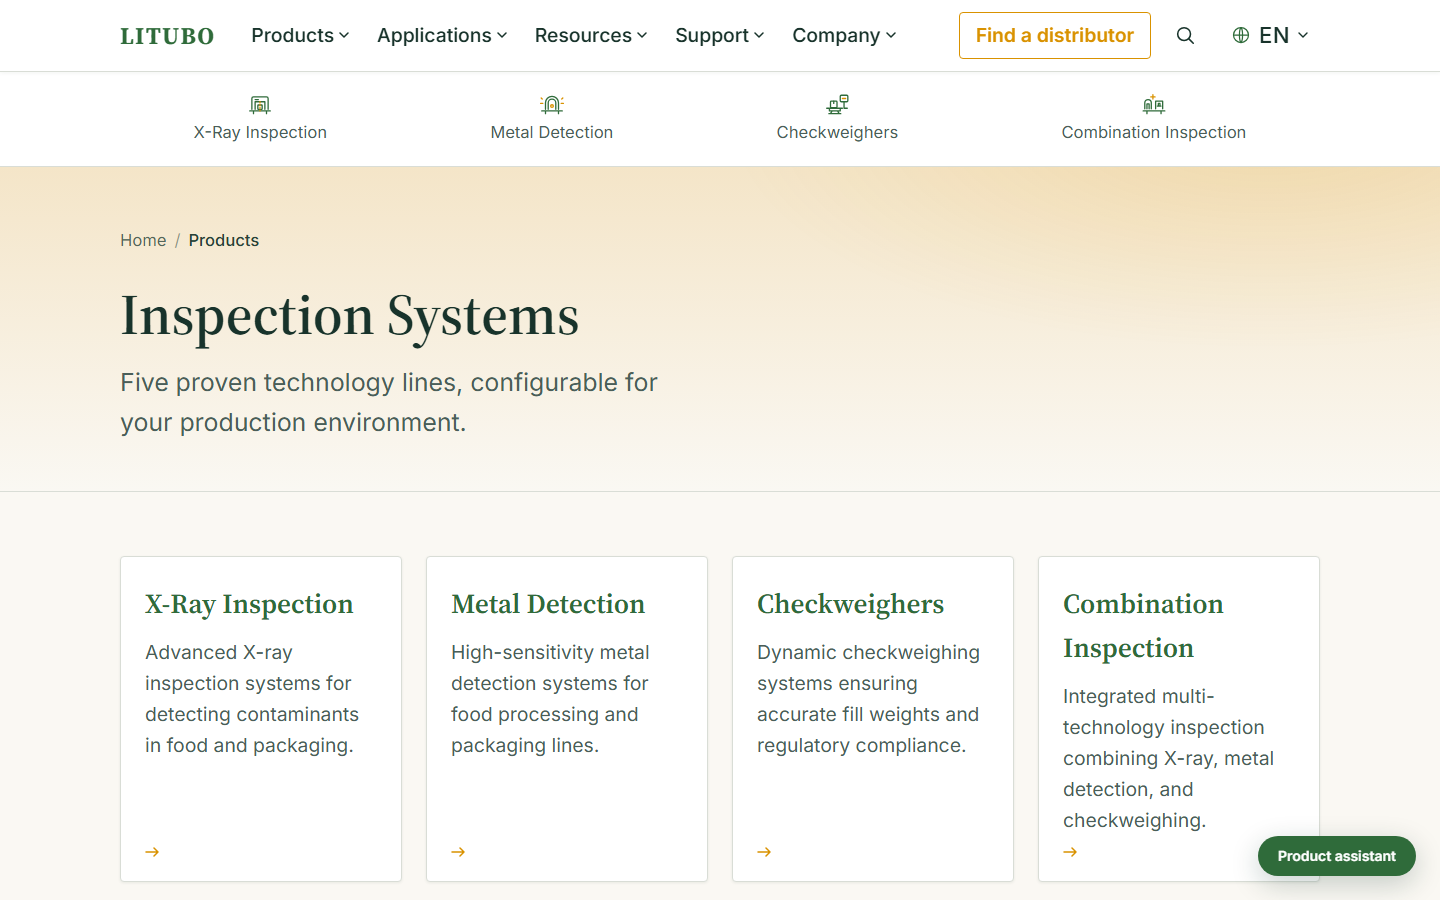 LITUBO Products Applications Resources Support Company Find a distributor EN
X-Ray Inspection Metal Detection Checkweighers Combination Inspection
Home / Products
Inspection Systems
Five proven technology lines, configurable for
your production environment.
X-Ray Inspection
Advanced X-ray
inspection systems for
detecting contaminants
in food and packaging.
→
Metal Detection
High-sensitivity metal
detection systems for
food processing and
packaging lines.
→
Checkweighers
Dynamic checkweighing
systems ensuring
accurate fill weights and
regulatory compliance.
→
Combination
Inspection
Integrated multi-
technology inspection
combining X-ray, metal
detection, and
checkweighing.
→
Product assistant